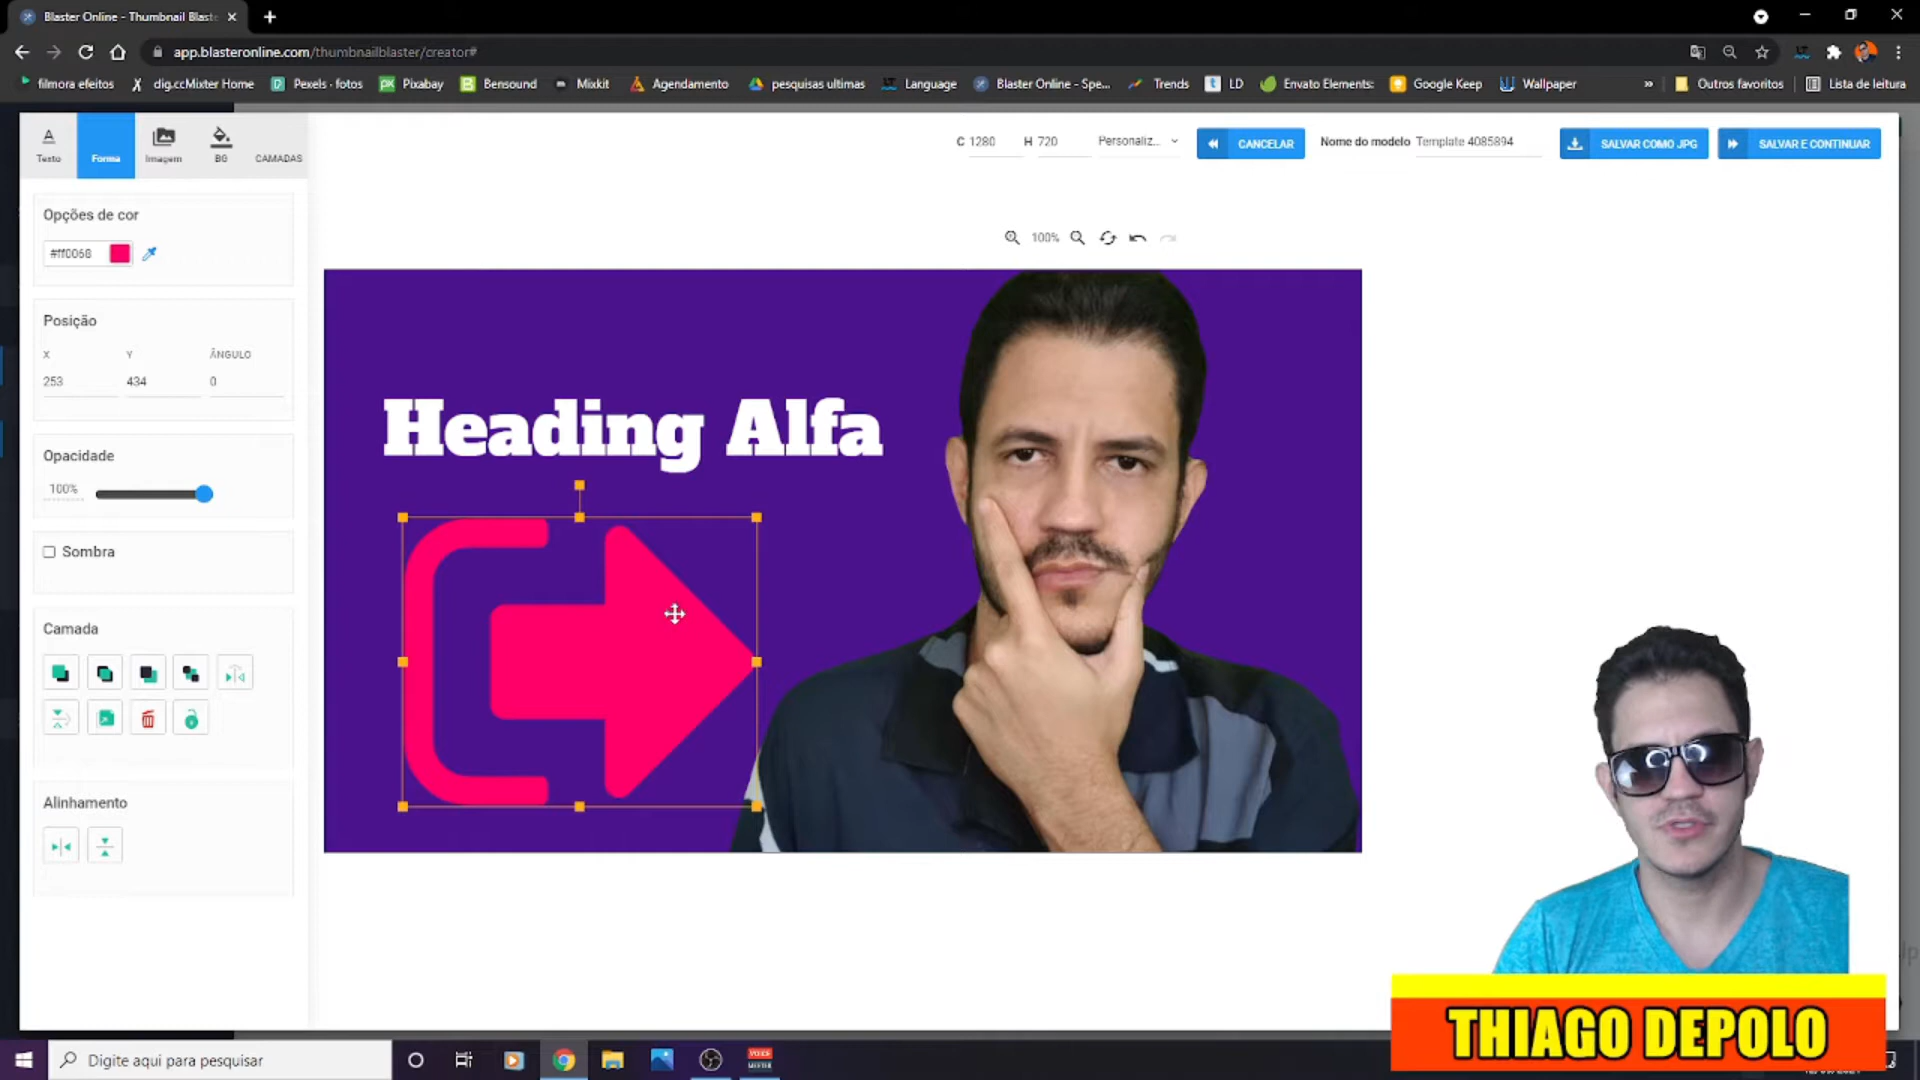 Blaster Online - Thumbnail Blaste
app.blasteronline.com/thumbnailblaster/creator#
filmora efeitos
dig.ccMixter Home
Pexels - fotos
Pixabay
Bensound
Mixkit
Agendamento
pesquisas ultimas
Language
Blaster Online - Spe...
Trends
LD
Envato Elements:
Google Keep
Wallpaper
»
Outros favoritos
Lista de leitura
Texto
Forma
Imagem
BG
CAMADAS
C 1280
H 720
Personaliz...
CANCELAR
Nome do modelo
Template 4085894
SALVAR COMO JPG
SALVAR E CONTINUAR
Opções de cor
#ff0068
100%
Posição
X
Y
ÂNGULO
253
434
0
Opacidade
100%
Sombra
Camada
Alinhamento
Heading Alfa
THIAGO DEPOLO
Digite aqui para pesquisar
VOICE
MEETER